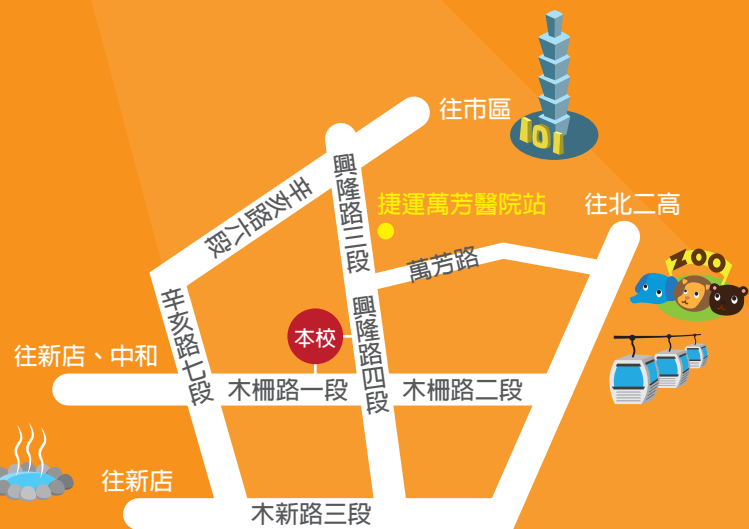 往市區
101
興隆路三段
辛亥路六段
捷運萬芳醫院站
往北二高
萬芳路
ZOO
辛亥路七段
興隆路四段
本校
往新店、中和
木柵路一段
木柵路二段
往新店
木新路三段